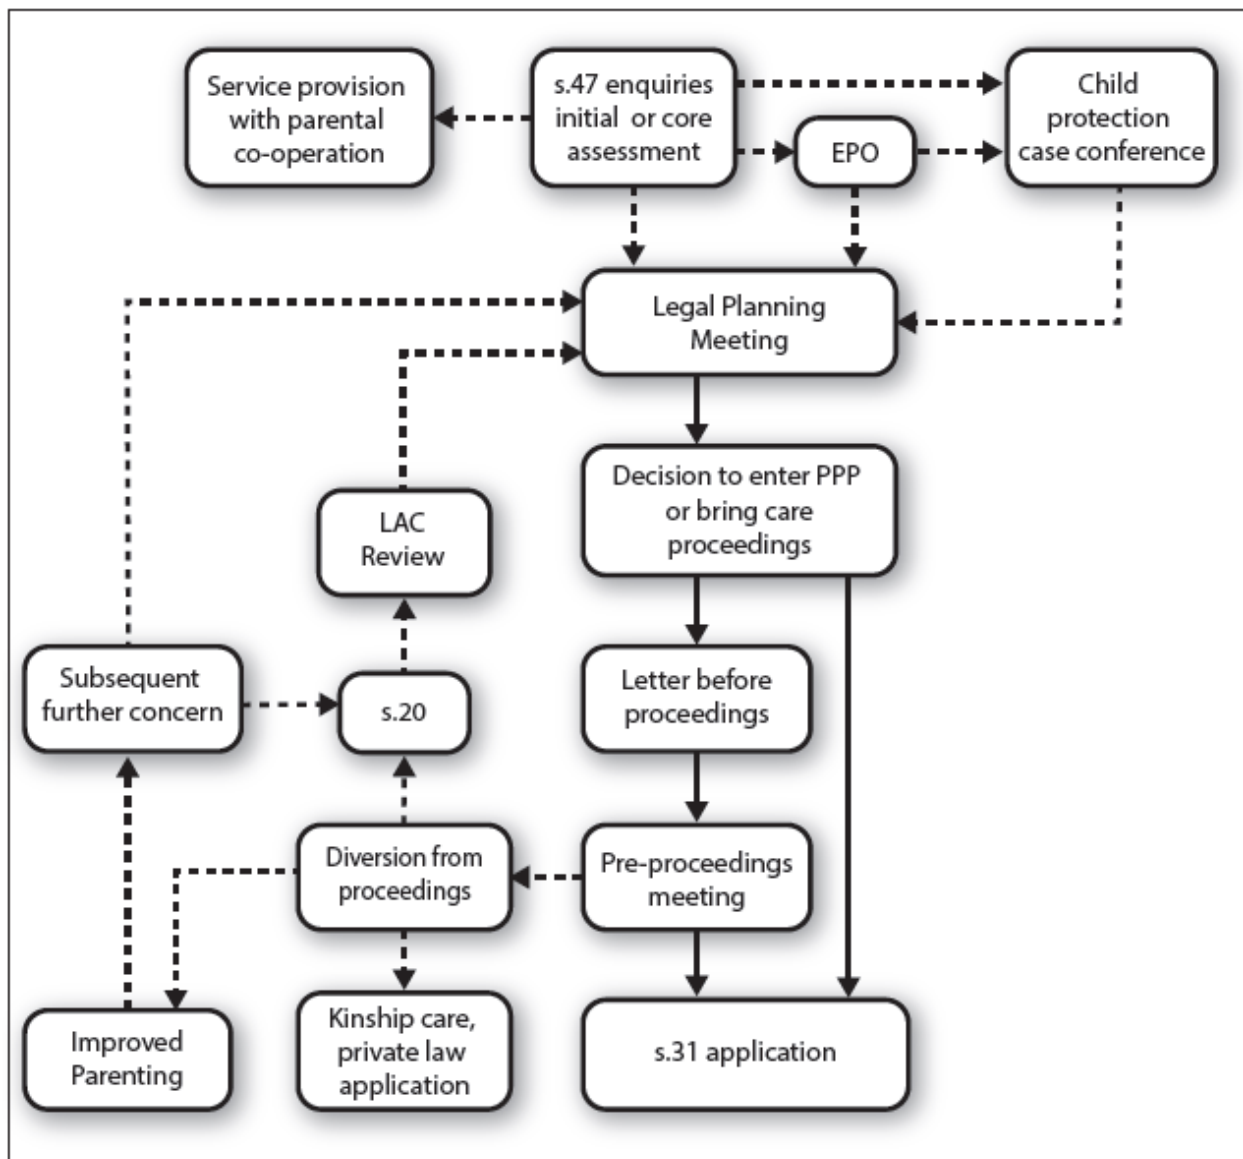 Service provision
with parental
co-operation
s.47 enquiries
initial or core
assessment
EPO
Child
protection
case conference
Legal Planning
Meeting
Decision to enter PPP
or bring care
proceedings
LAC
Review
Subsequent
further concern
s.20
Letter before
proceedings
Diversion from
proceedings
Pre-proceedings
meeting
Improved
Parenting
Kinship care,
private law
application
s.31 application